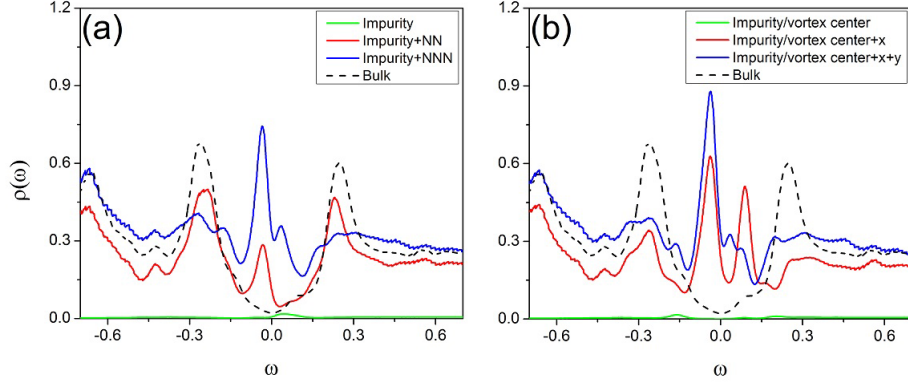 (a)
Impurity
Impurity+NN
Impurity+NNN
Bulk
ρ(ω)
1.2
0.9
0.6
0.3
0.0
-0.6 -0.3 0.0 0.3 0.6
ω
(b)
Impurity/vortex center
Impurity/vortex center+x
Impurity/vortex center+x+y
Bulk
1.2
0.9
0.6
0.3
0.0
-0.6 -0.3 0.0 0.3 0.6
ω